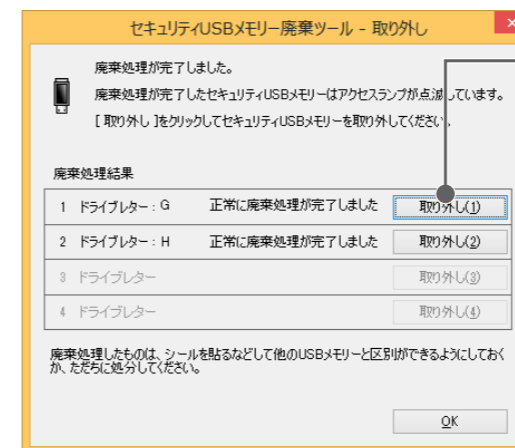 セキュリティUSBメモリー廃棄ツール - 取り外し
廃棄処理が完了しました。
廃棄処理が完了したセキュリティUSBメモリーはアクセスランプが点滅しています。
[ 取り外し ]をクリックしてセキュリティUSBメモリーを取り外してください。
廃棄処理結果
1 ドライブレター : G 正常に廃棄処理が完了しました 取り外し(1)
2 ドライブレター : H 正常に廃棄処理が完了しました 取り外し(2)
3 ドライブレター 取り外し(3)
4 ドライブレター 取り外し(4)
廃棄処理したものは、シールを貼るなどして他のUSBメモリーと区別ができるようにしておく
か、ただちに処分してください。
OK